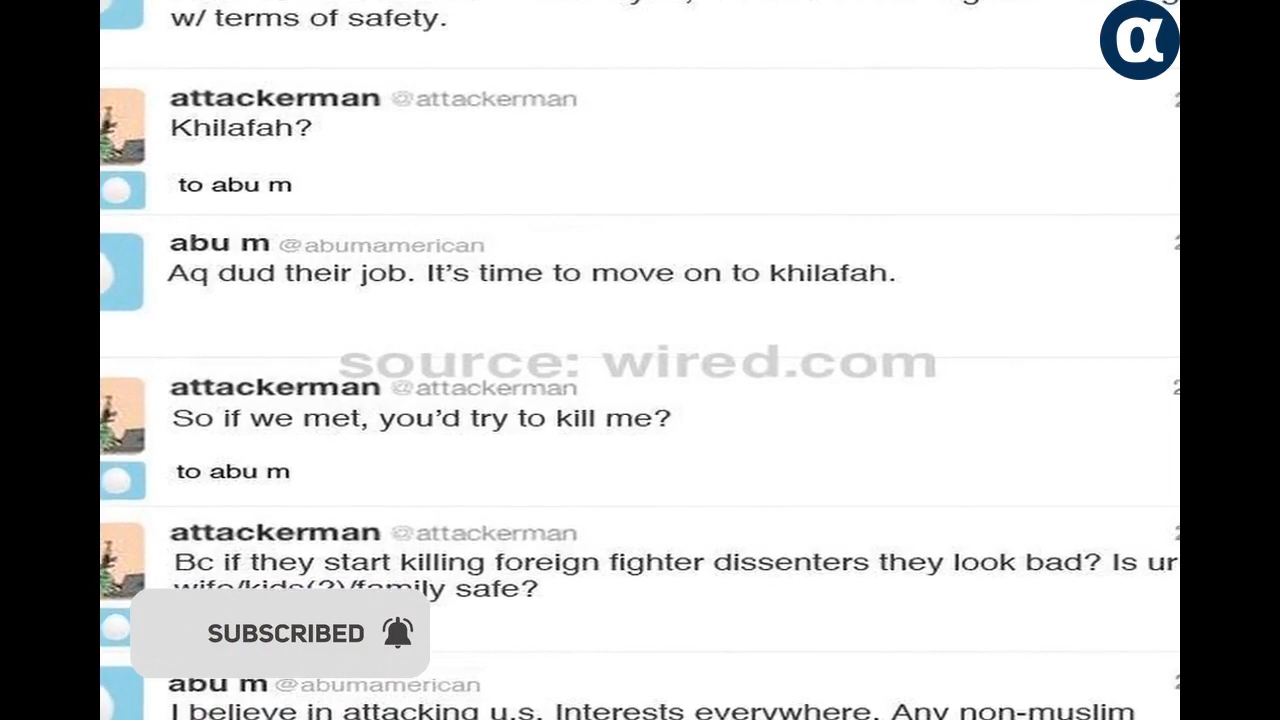 w/ terms of safety.
α
attackerman @attackerman
Khilafah?
to abu m
abu m @abumamerican
Aq dud their job. It's time to move on to khilafah.
source: wired.com
attackerman @attackerman
So if we met, you'd try to kill me?
to abu m
attackerman @attackerman
Bc if they start killing foreign fighter dissenters they look bad? Is ur
wife/kids(?)/family safe?
SUBSCRIBED
abu m @abumamerican
I believe in attacking u.s. Interests everywhere. Any non-muslim